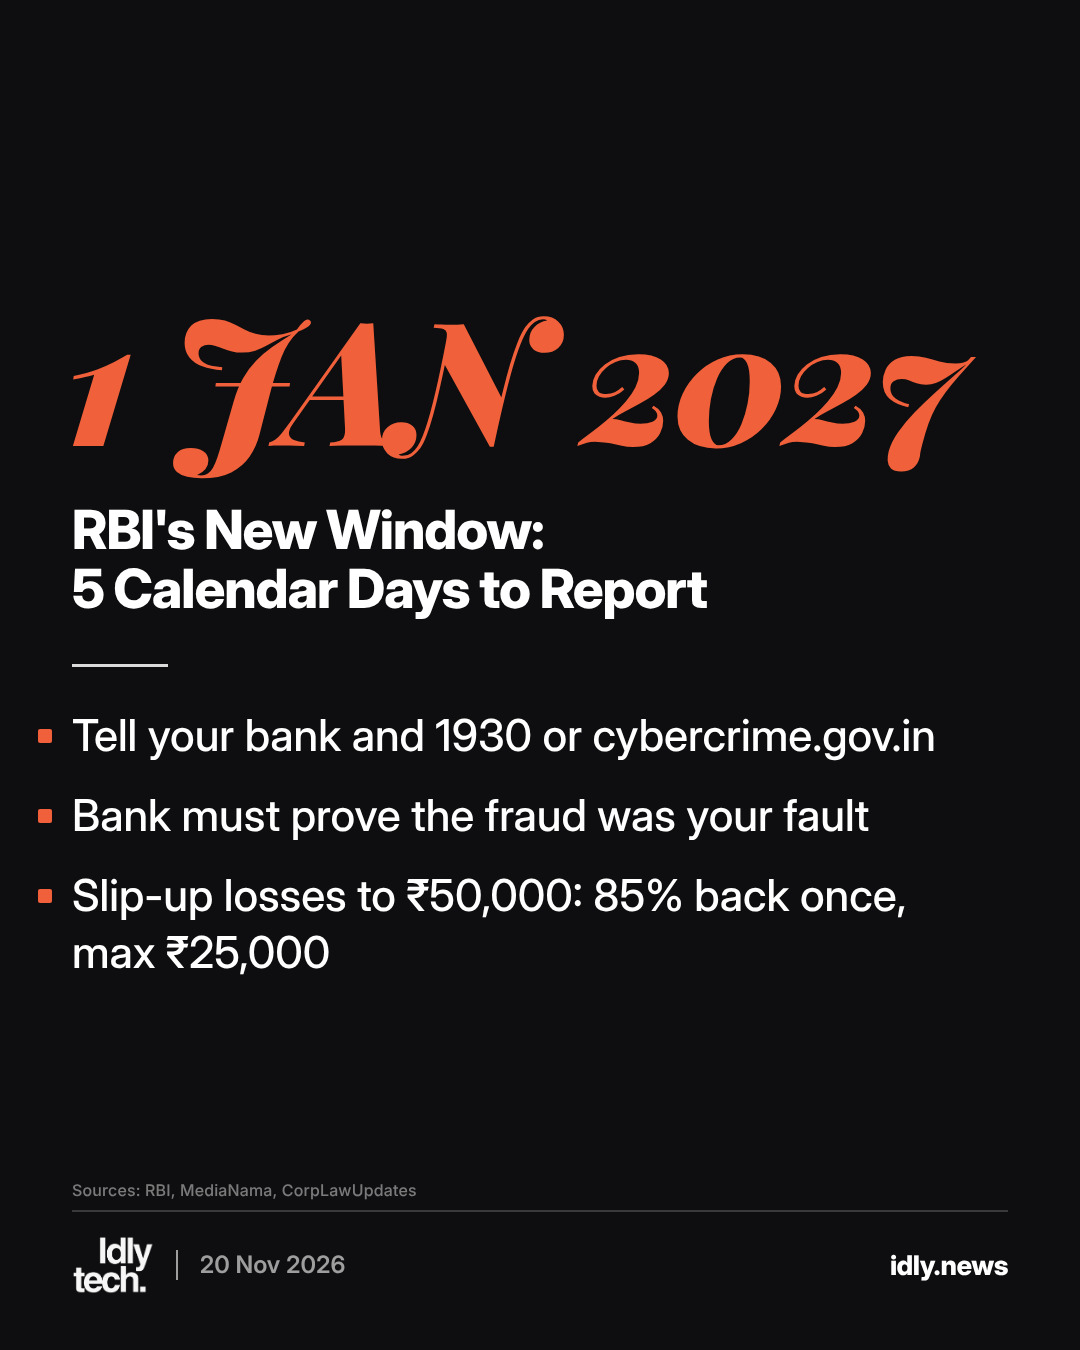 1 JAN 2027
RBI's New Window:
5 Calendar Days to Report
Tell your bank and 1930 or cybercrime.gov.in
Bank must prove the fraud was your fault
Slip-up losses to ₹50,000: 85% back once,
max ₹25,000
Sources: RBI, MediaNama, CorpLawUpdates
Idly
tech.
20 Nov 2026
idly.news